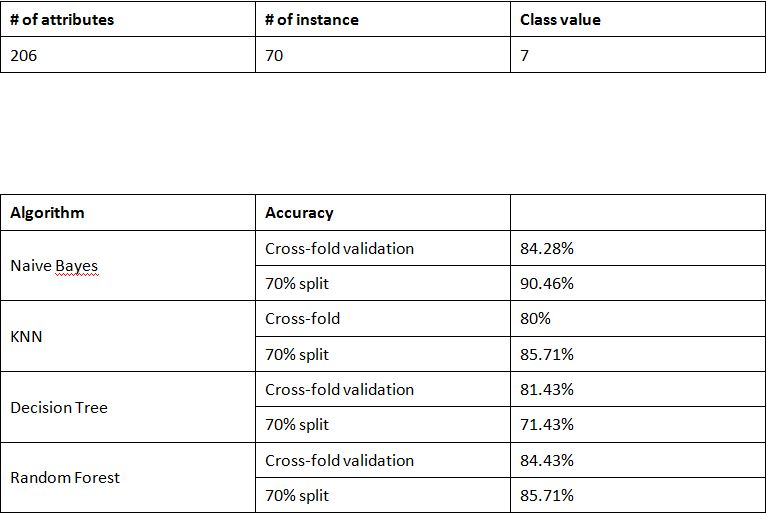 # of attributes # of instance Class value
206 70 7
Algorithm Accuracy
Naive Bayes
Cross-fold validation 84.28%
70% split 90.46%
KNN
Cross-fold 80%
70% split 85.71%
Decision Tree
Cross-fold validation 81.43%
70% split 71.43%
Random Forest
Cross-fold validation 84.43%
70% split 85.71%